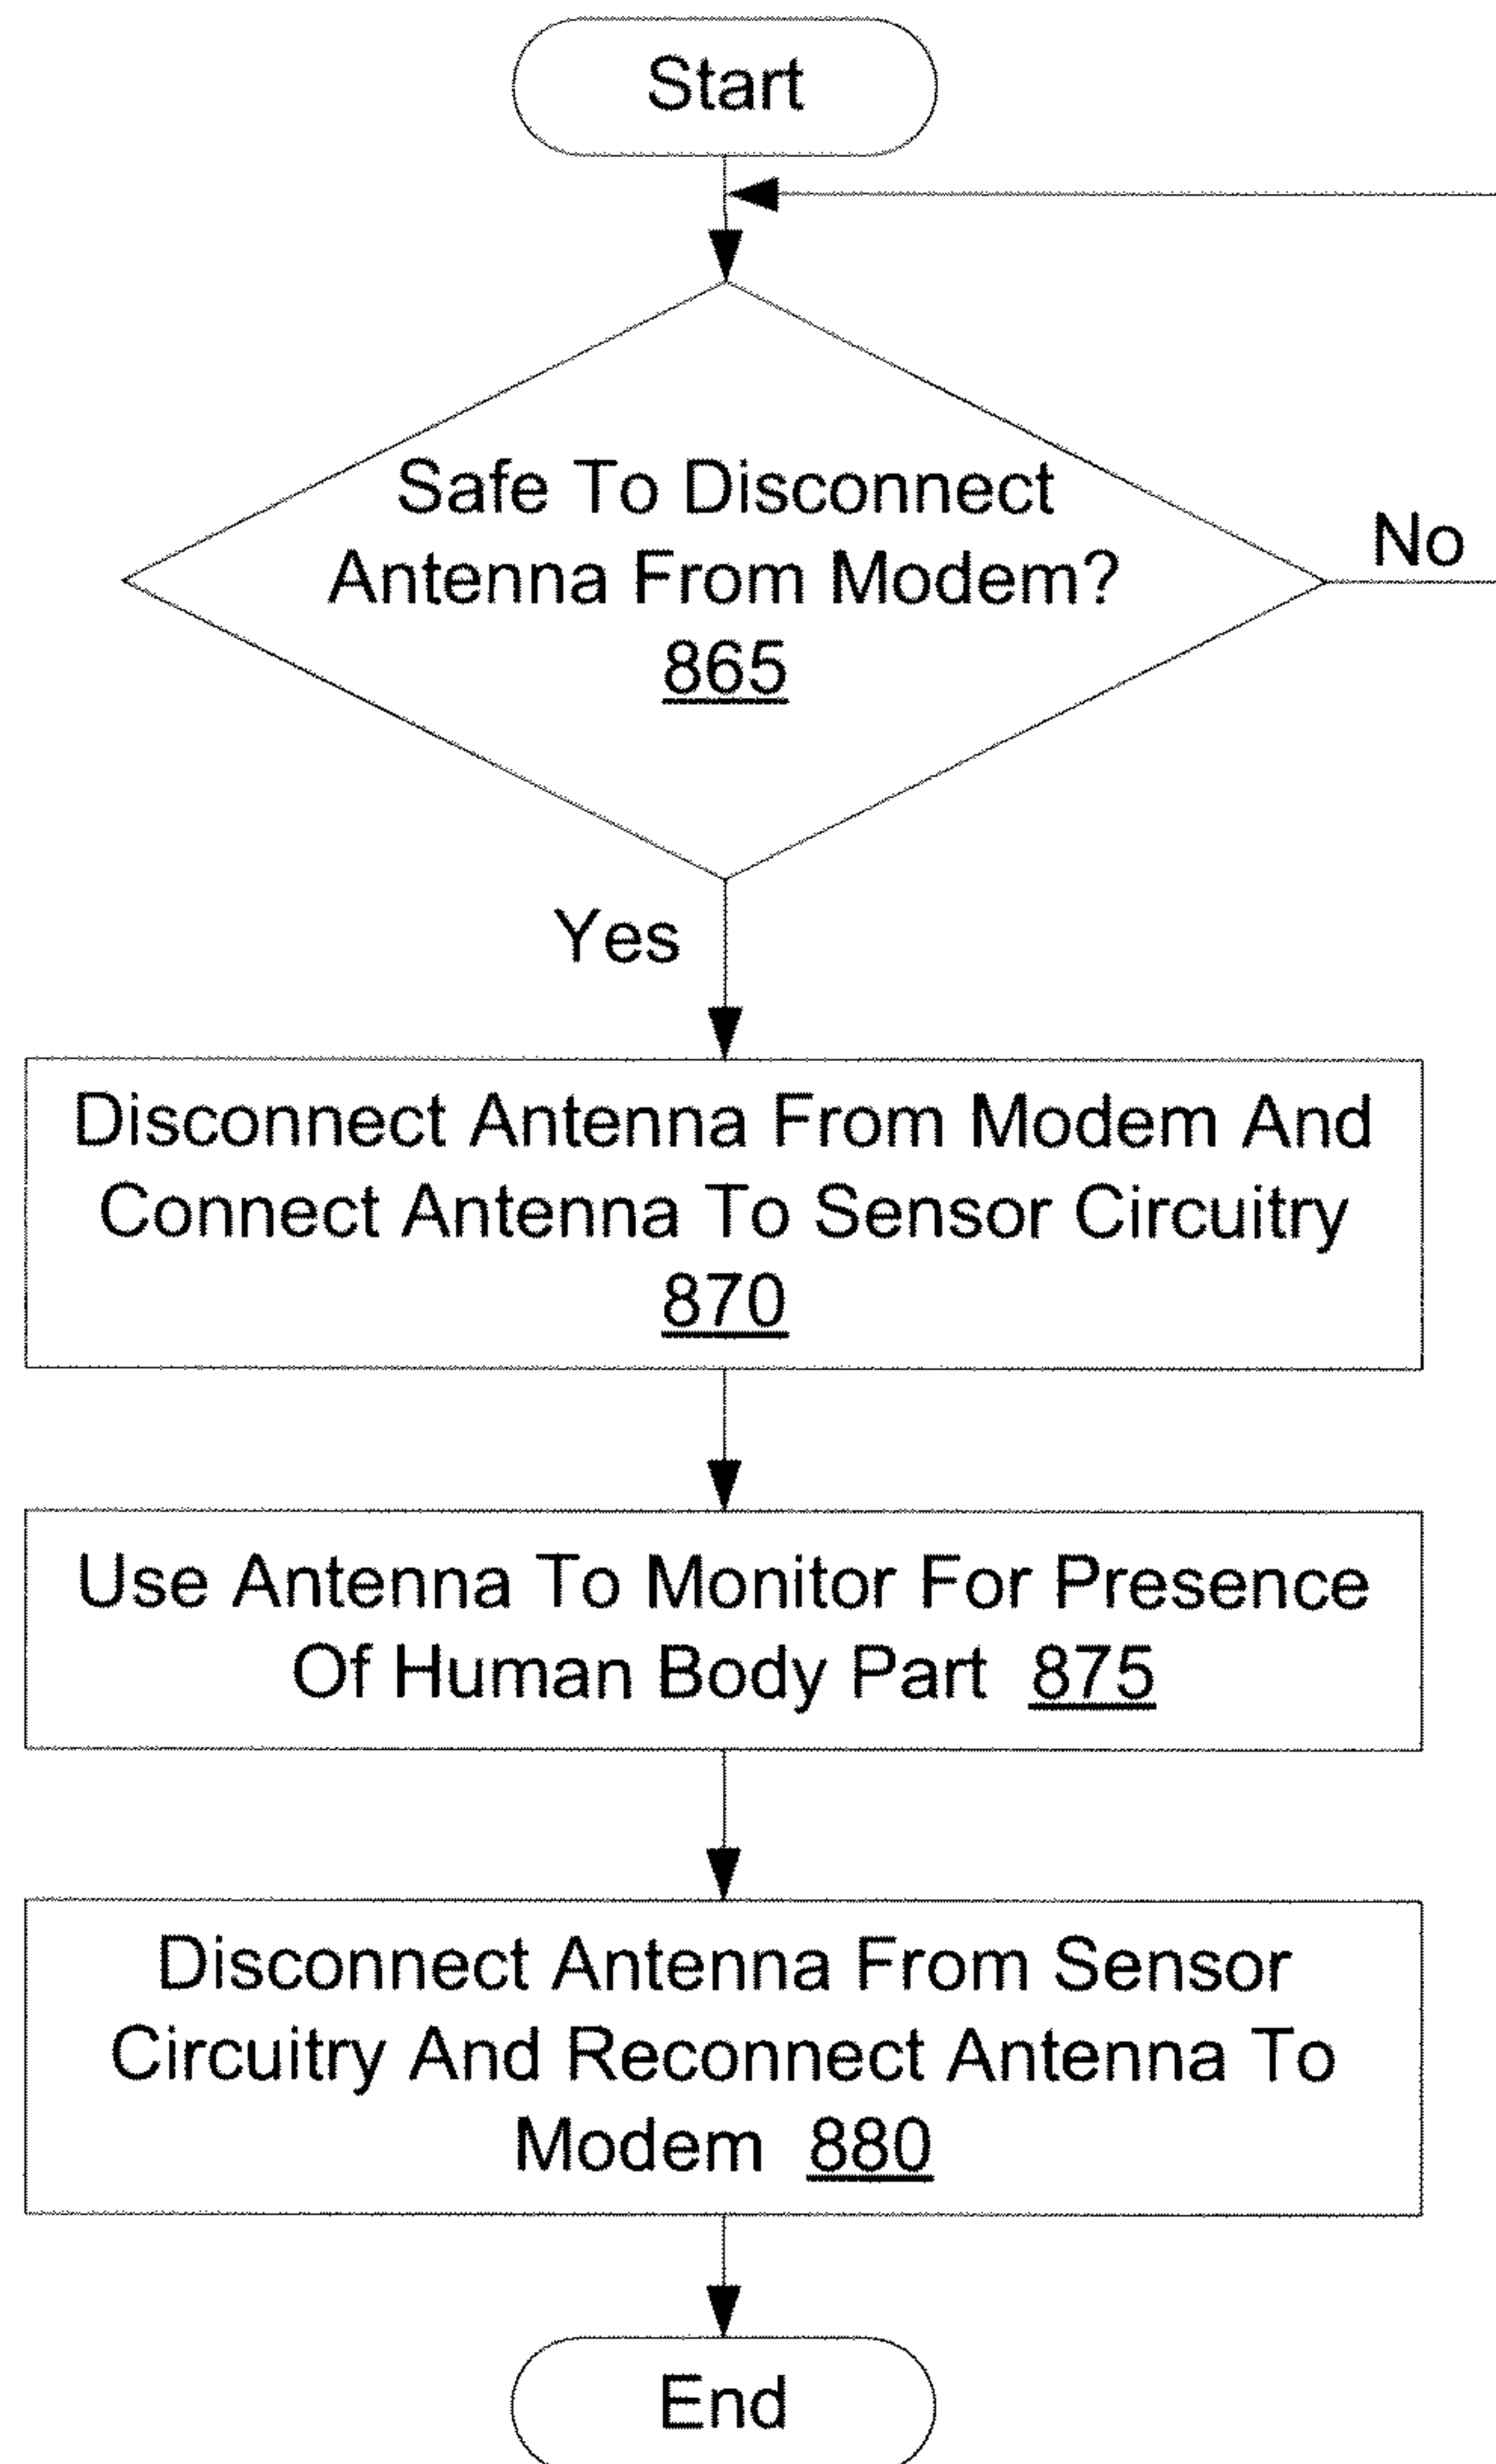 Start
Safe To Disconnect
Antenna From Modem?
865
No
Yes
Disconnect Antenna From Modem And
Connect Antenna To Sensor Circuitry
870
Use Antenna To Monitor For Presence
Of Human Body Part 875
Disconnect Antenna From Sensor
Circuitry And Reconnect Antenna To
Modem 880
End